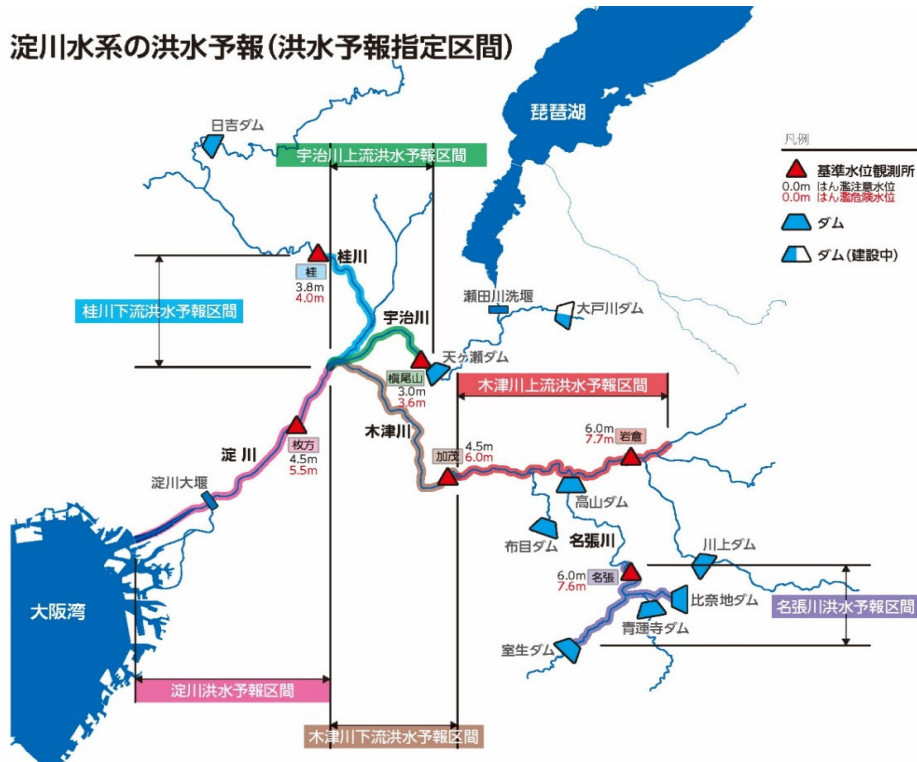 淀川水系の洪水予報(洪水予報指定区間)
琵琶湖
日吉ダム
宇治川上流洪水予報区間
凡例
基準水位観測所
0.0m はん濫注意水位
0.0m はん濫危険水位
ダム
ダム(建設中)
桂川
桂
3.8m
4.0m
桂川下流洪水予報区間
宇治川
瀬田川洗堰
大戸川ダム
天ヶ瀬ダム
槇尾山
3.0m
3.6m
木津川上流洪水予報区間
木津川
枚方
4.5m
5.5m
淀川
加茂
4.5m
6.0m
6.0m
7.7m
岩倉
淀川大堰
高山ダム
布目ダム
名張川
川上ダム
6.0m
7.6m
名張
比奈地ダム
名張川洪水予報区間
青蓮寺ダム
室生ダム
大阪湾
淀川洪水予報区間
木津川下流洪水予報区間